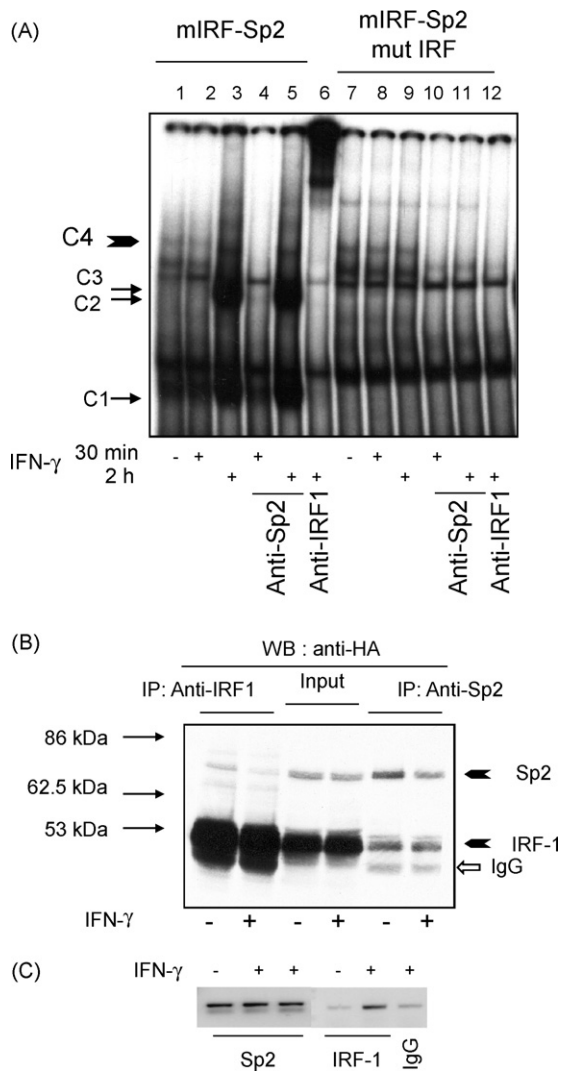 (A)
mIRF-Sp2
mIRF-Sp2
mut IRF
1 2 3 4 5 6 7 8 9 10 11 12
C4
C3
C2
C1
IFN-γ
30 min - + + - + +
2 h + + + + + +
Anti-Sp2
Anti-IRF1
Anti-Sp2
Anti-IRF1
(B)
WB : anti-HA
IP: Anti-IRF1 Input IP: Anti-Sp2
86 kDa
62.5 kDa
53 kDa
Sp2
IRF-1
IgG
IFN-γ - + - + - +
(C)
IFN-γ - + + - + +
Sp2 IRF-1 IgG